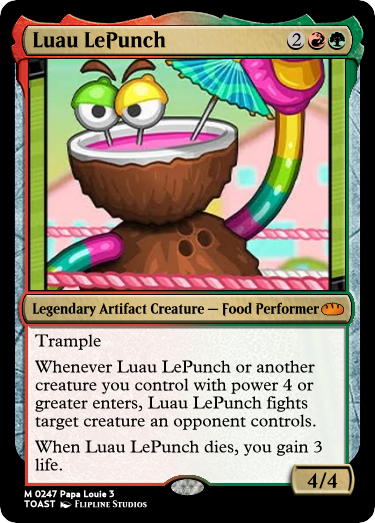 Luau LePunch 2
Legendary Artifact Creature — Food Performer
Trample
Whenever Luau LePunch or another
creature you control with power 4 or
greater enters, Luau LePunch fights
target creature an opponent controls.
When Luau LePunch dies, you gain 3
life.
4/4
M 0247 Papa Louie 3
TOAST Flipline Studios